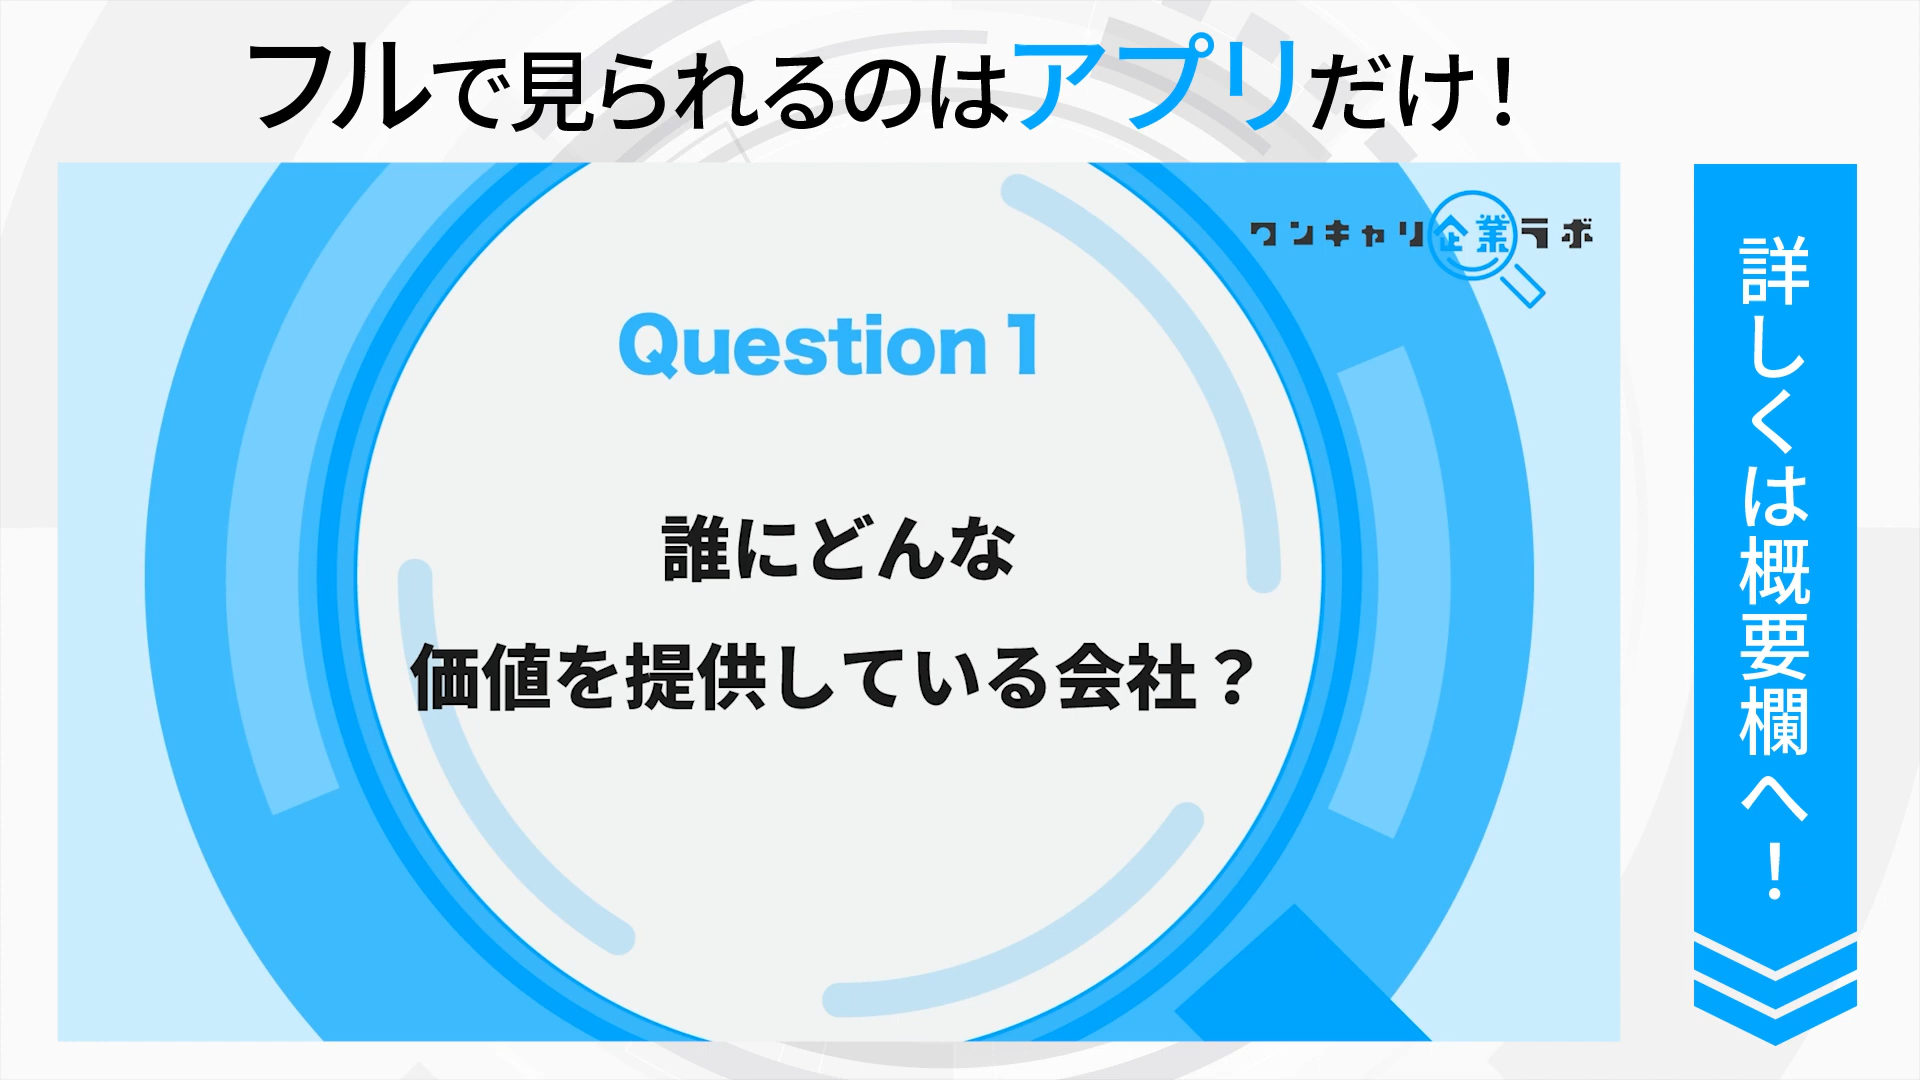 フルで見られるのはアプリだけ！
ワンキャリ企業ラボ
Question 1
誰にどんな
価値を提供している会社？
詳しくは概要欄へ！